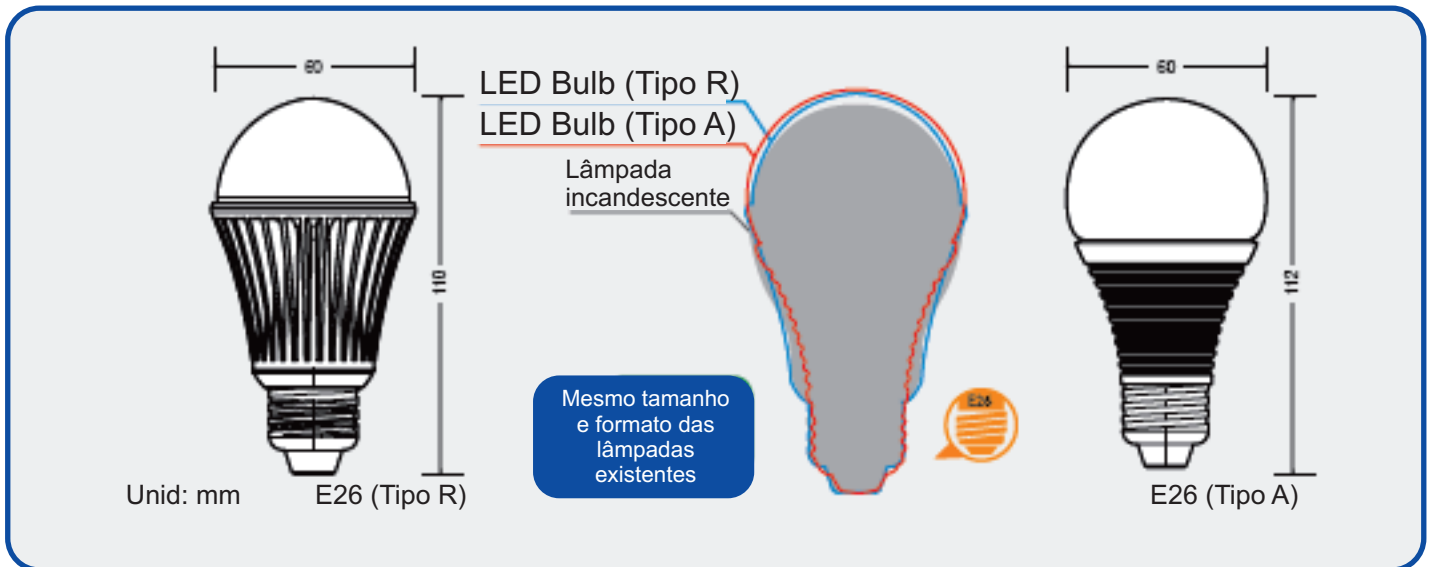 60
110
Unid: mm
E26 (Tipo R)
LED Bulb (Tipo R)
LED Bulb (Tipo A)
Lâmpada
incandescente
Mesmo tamanho
e formato das
lâmpadas
existentes
E26
60
112
E26 (Tipo A)